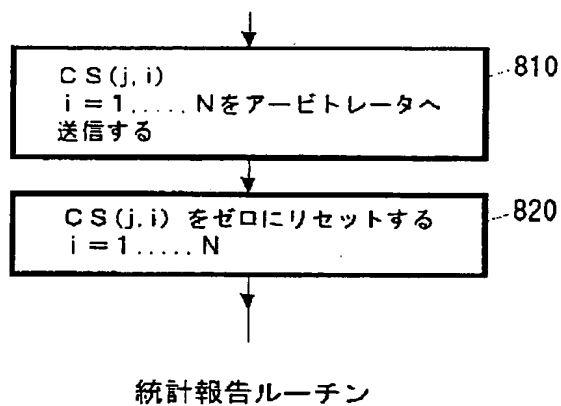 CS(j,i)
i=1.....Nをアービトレータへ
送信する
810
CS(j,i)をゼロにリセットする
i=1.....N
820
統計報告ルーチン